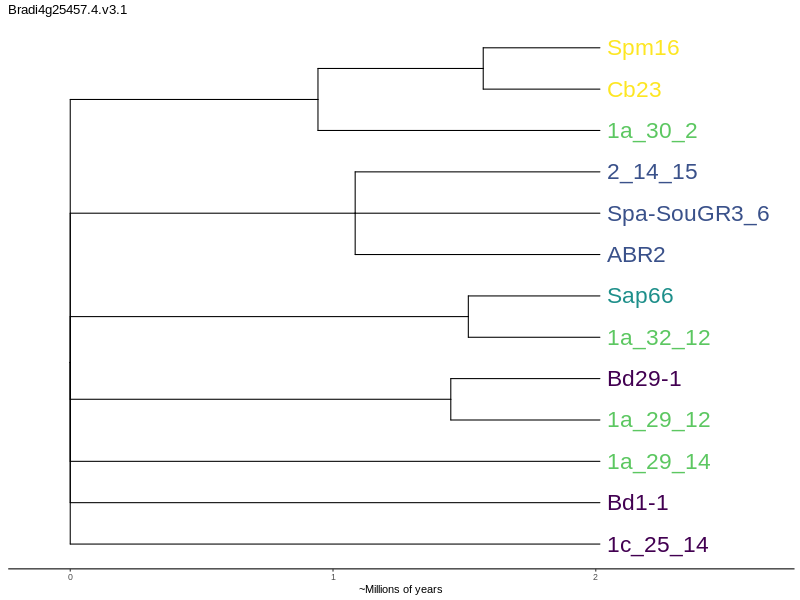 Bradi4g25457.4.v3.1
Spm16
Cb23
1a_30_2
2_14_15
Spa-SouGR3_6
ABR2
Sap66
1a_32_12
Bd29-1
1a_29_12
1a_29_14
Bd1-1
1c_25_14
0 1 2
~Millions of years